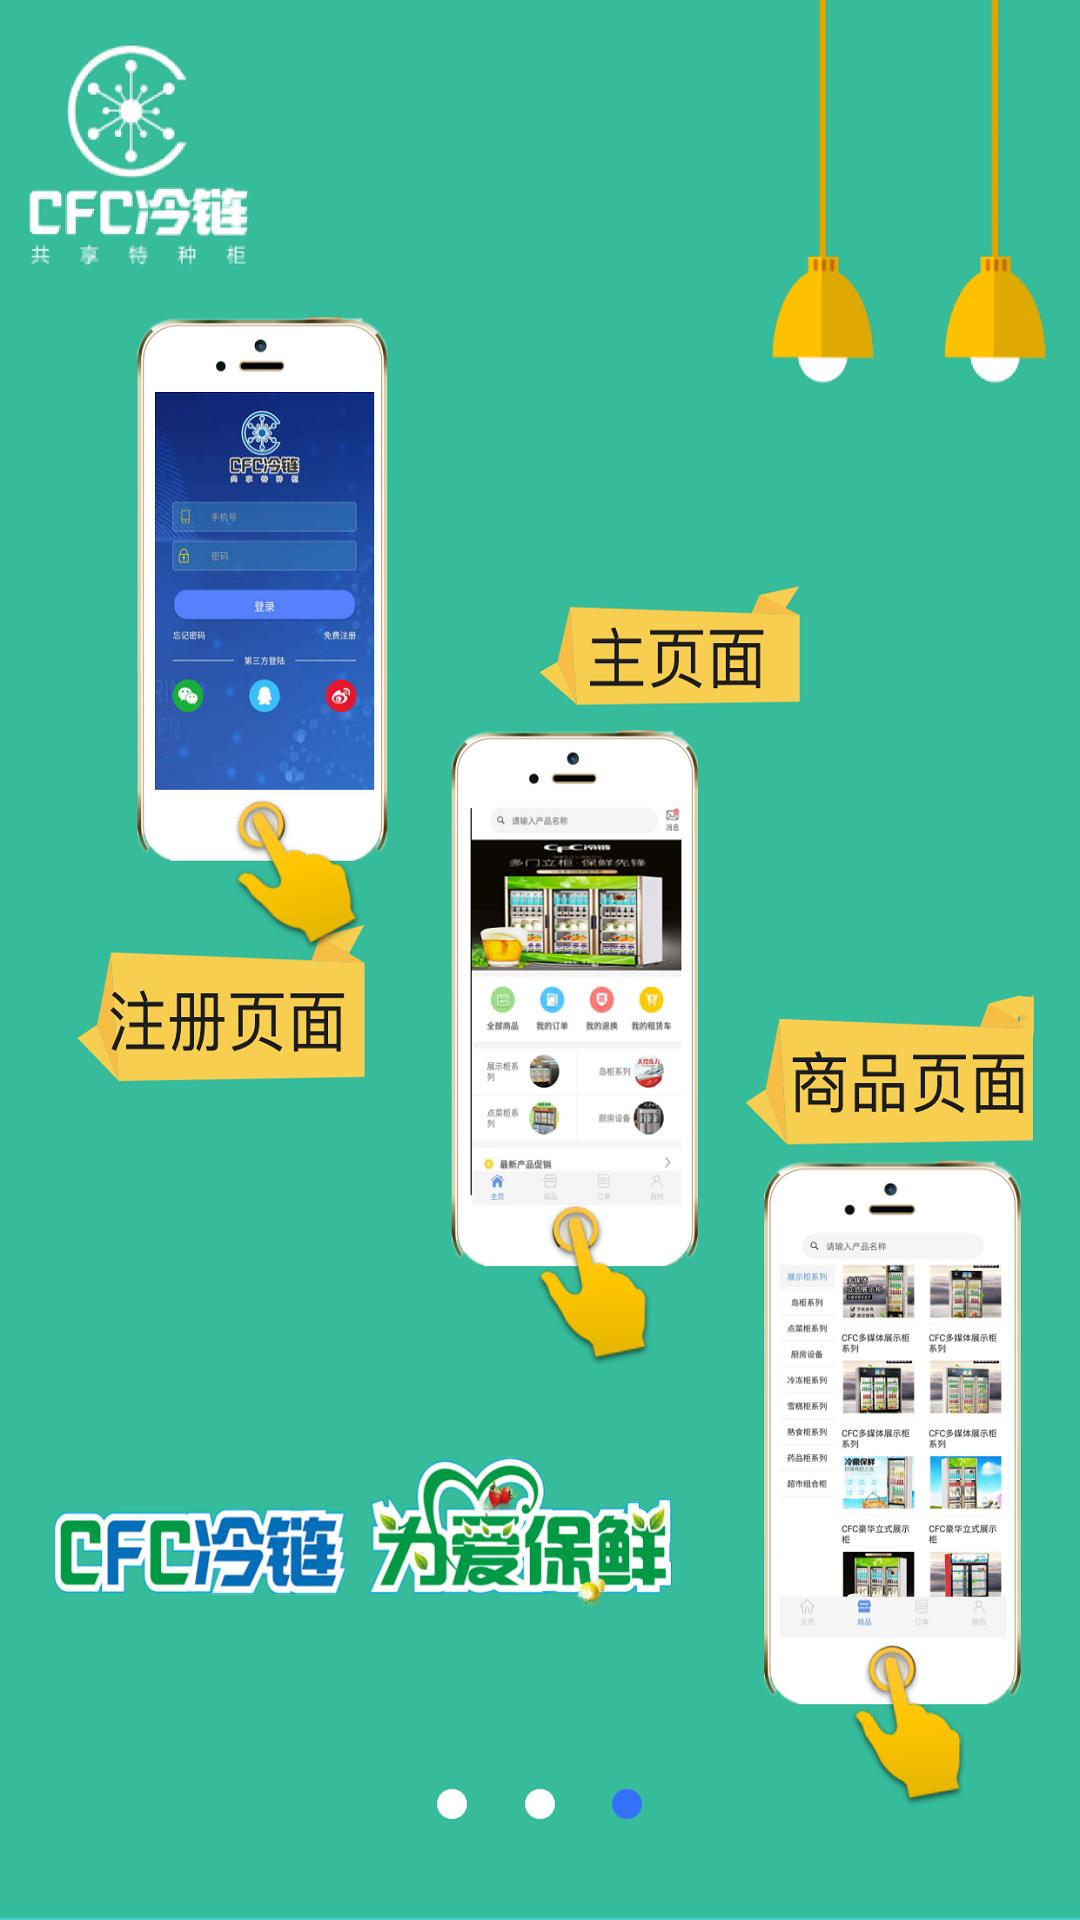 CFC冷链
共享特种柜
CFC冷链
共享特种柜
手机号
密码
登录
忘记密码 免费注册
第三方登陆
主页面
请输入产品名称
消息
CFC冷链
多门立柜·保鲜先锋
全部商品 我的订单 我的退换 我的租赁车
展示柜系列
岛柜系列
点菜柜系列
厨房设备
最新产品促销
主页 商品 订单 我的
注册页面
商品页面
请输入产品名称
展示柜系列
岛柜系列
点菜柜系列
厨房设备
冷冻柜系列
雪糕柜系列
熟食柜系列
药品柜系列
超市组合柜
多媒体
立式展示柜
CFC多媒体展示柜系列
CFC多媒体展示柜系列
CFC多媒体展示柜系列
CFC多媒体展示柜系列
冷藏保鲜
CFC豪华立式展示柜
CFC豪华立式展示柜
主页 商品 订单 我的
CFC冷链 为爱保鲜